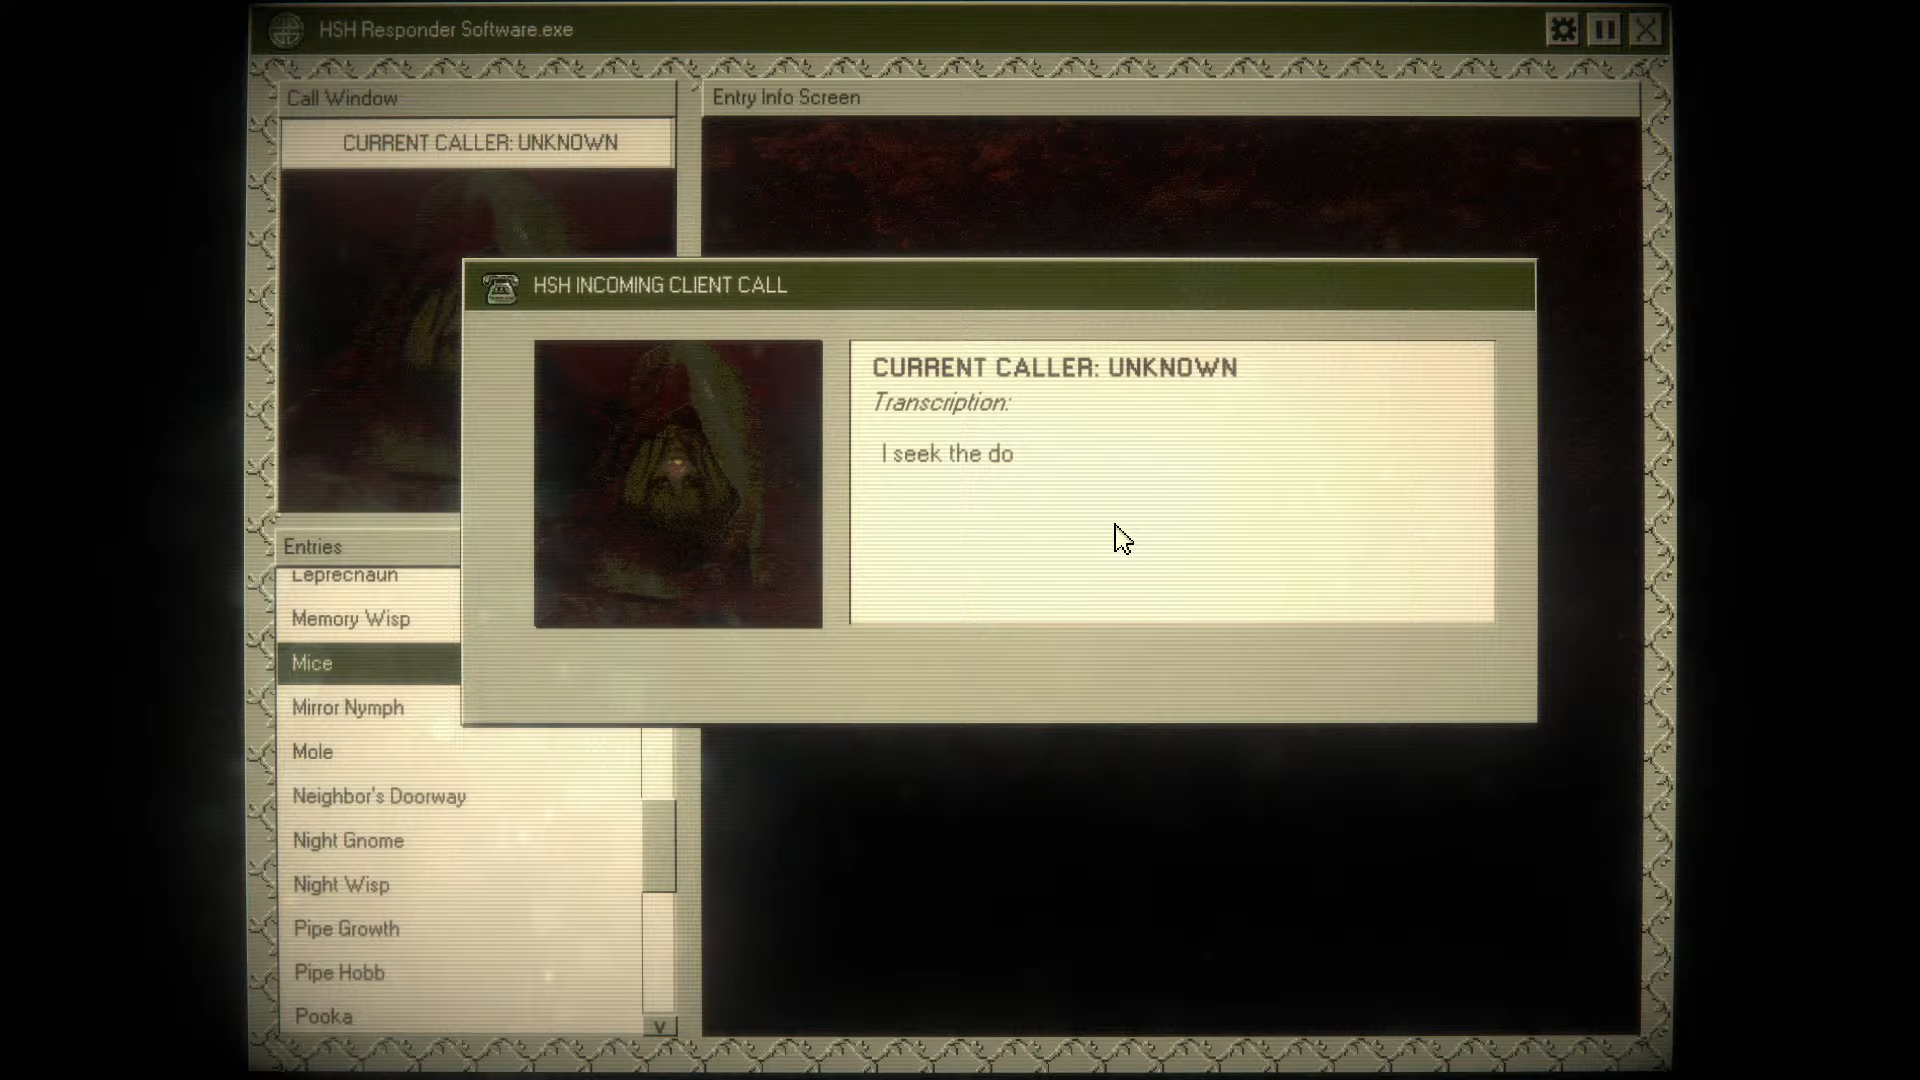 HSH Responder Software.exe
Call Window
CURRENT CALLER: UNKNOWN
Entry Info Screen
HSH INCOMING CLIENT CALL
CURRENT CALLER: UNKNOWN
Transcription:
I seek the do
Entries
Leprechaun
Memory Wisp
Mice
Mirror Nymph
Mole
Neighbor's Doorway
Night Gnome
Night Wisp
Pipe Growth
Pipe Hobb
Pooka
V